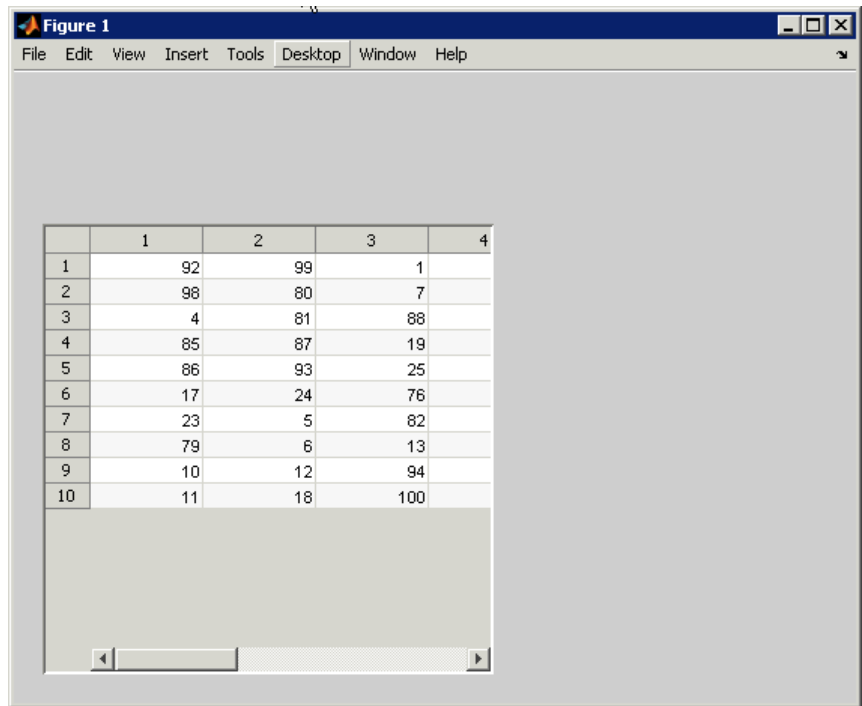 Figure 1
File Edit View Insert Tools Desktop Window Help
1 2 3 4
1 92 99 1
2 98 80 7
3 4 81 88
4 85 87 19
5 86 93 25
6 17 24 76
7 23 5 82
8 79 6 13
9 10 12 94
10 11 18 100